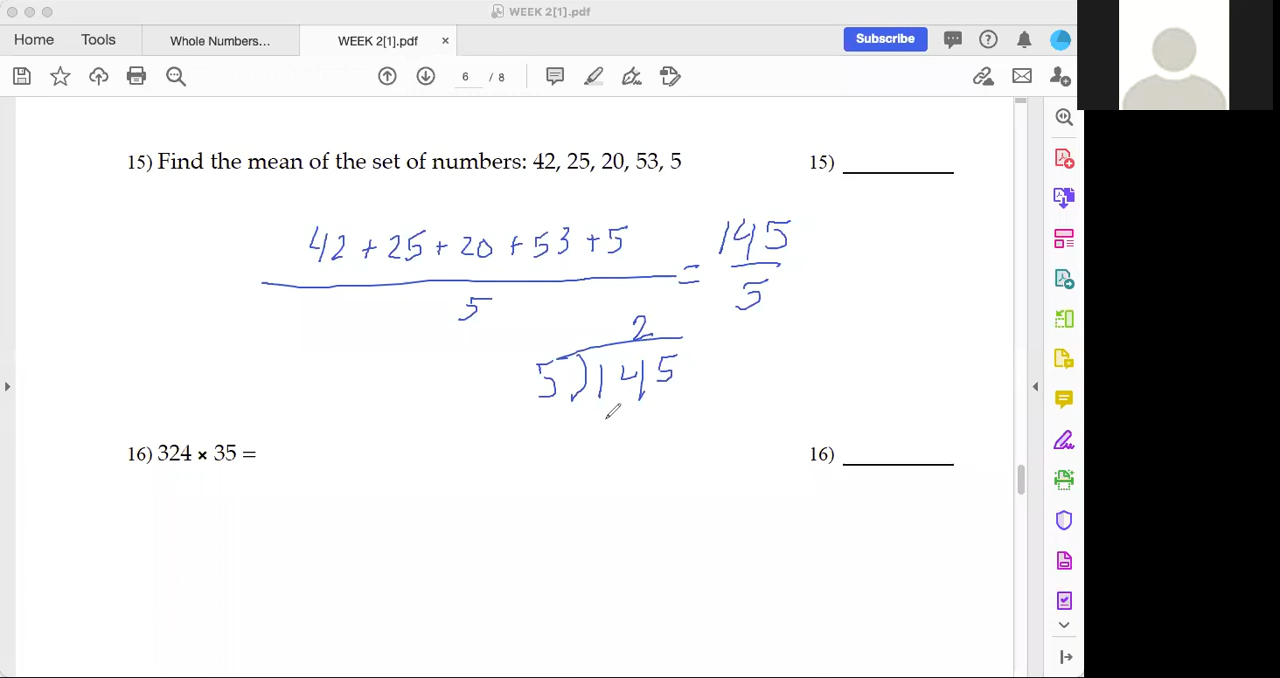 WEEK 2[1].pdf
Home Tools Whole Numbers... WEEK 2[1].pdf × Subscribe
6 / 8
15) Find the mean of the set of numbers: 42, 25, 20, 53, 5 15)
42 + 25 + 20 + 53 + 5
5
= 145
5
2
5)145
16) 324 × 35 = 16)